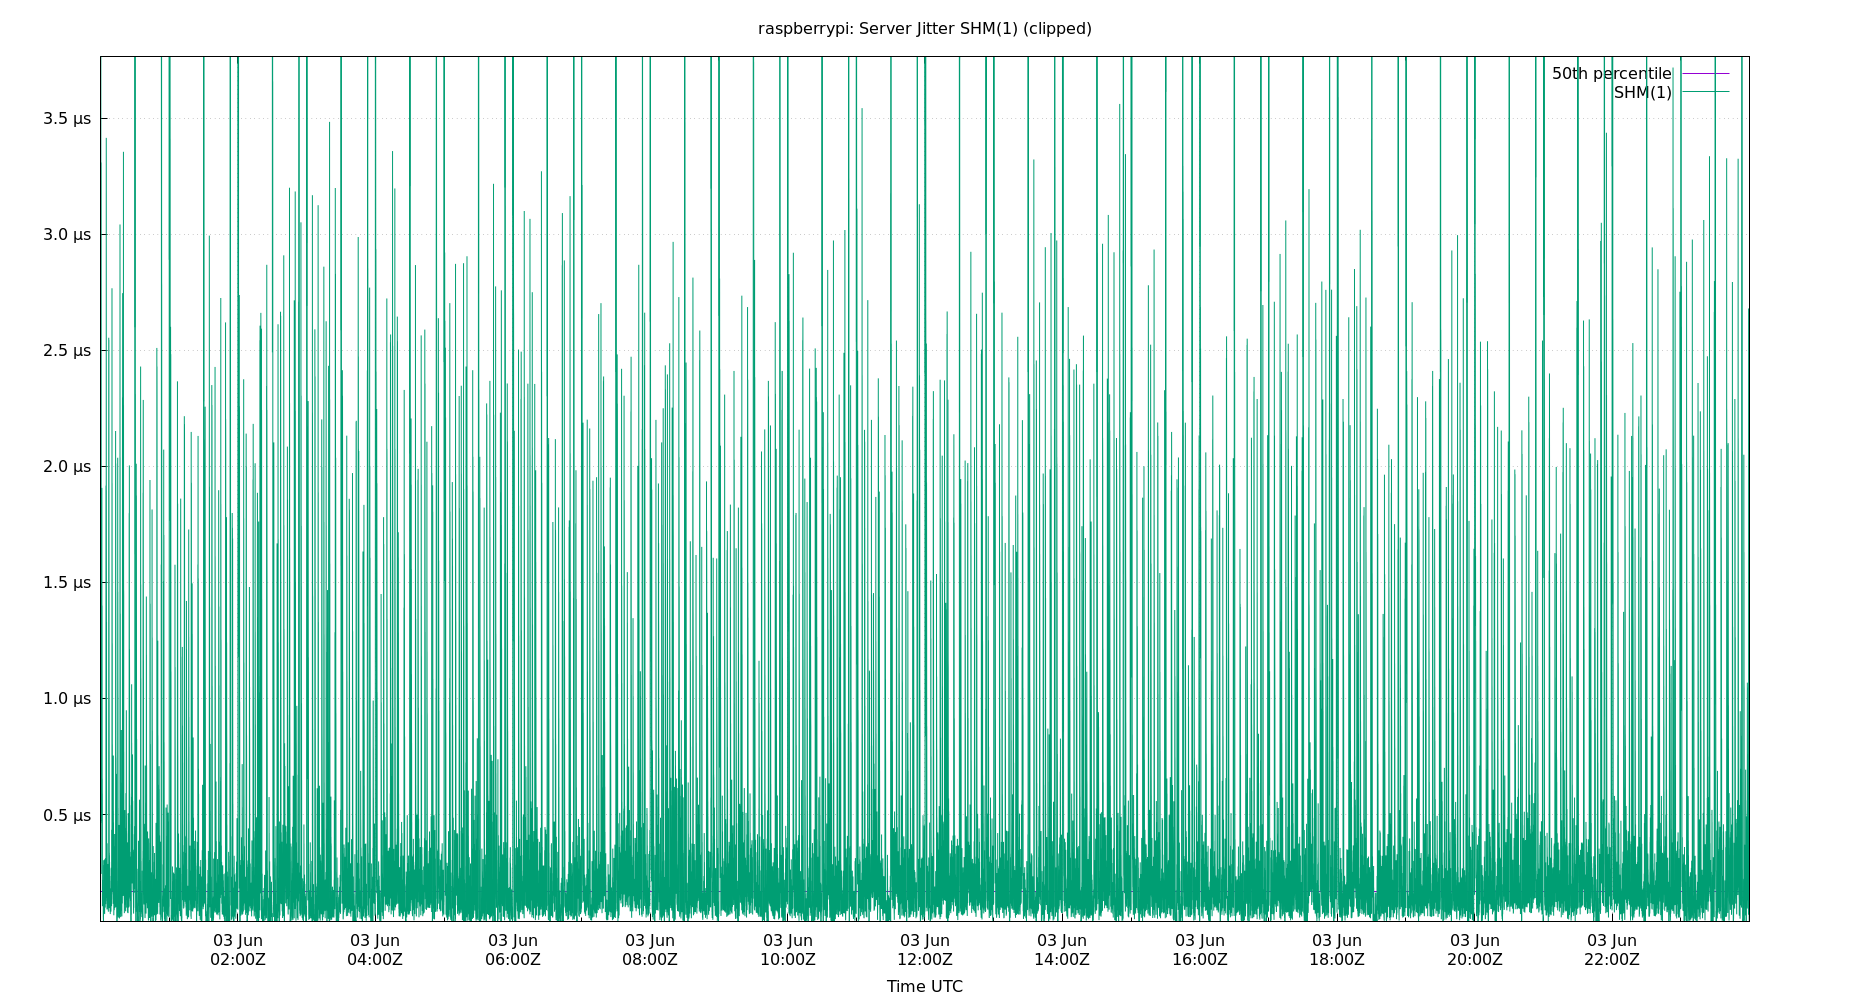 raspberrypi: Server Jitter SHM(1) (clipped)
50th percentile
SHM(1)
3.5 µs
3.0 µs
2.5 µs
2.0 µs
1.5 µs
1.0 µs
0.5 µs
03 Jun 03 Jun 03 Jun 03 Jun 03 Jun 03 Jun 03 Jun 03 Jun 03 Jun 03 Jun 03 Jun
02:00Z 04:00Z 06:00Z 08:00Z 10:00Z 12:00Z 14:00Z 16:00Z 18:00Z 20:00Z 22:00Z
Time UTC